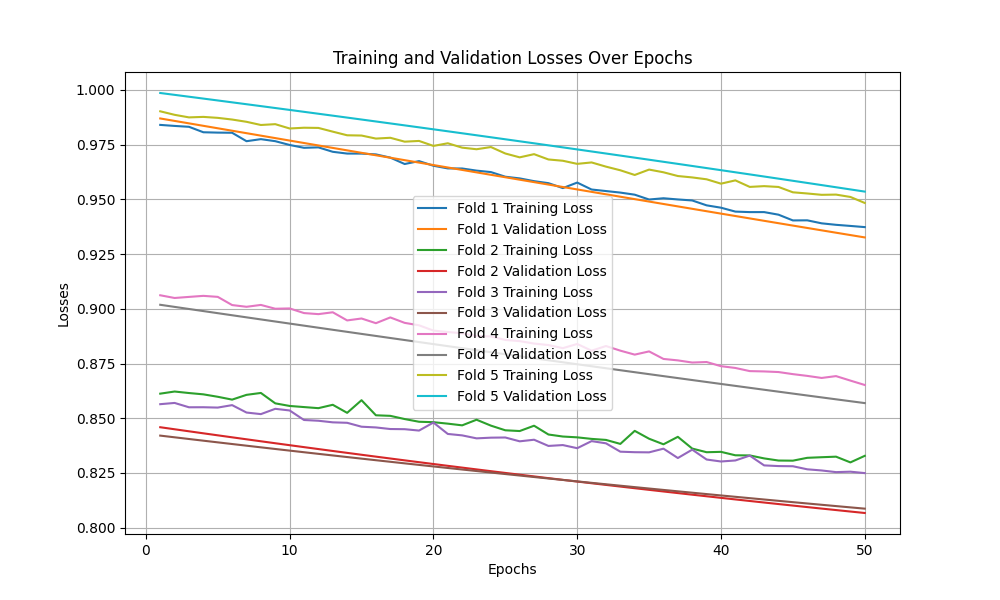 Training and Validation Losses Over Epochs
Losses
1.000
0.975
0.950
0.925
0.900
0.875
0.850
0.825
0.800
Fold 1 Training Loss
Fold 1 Validation Loss
Fold 2 Training Loss
Fold 2 Validation Loss
Fold 3 Training Loss
Fold 3 Validation Loss
Fold 4 Training Loss
Fold 4 Validation Loss
Fold 5 Training Loss
Fold 5 Validation Loss
0 10 20 30 40 50
Epochs